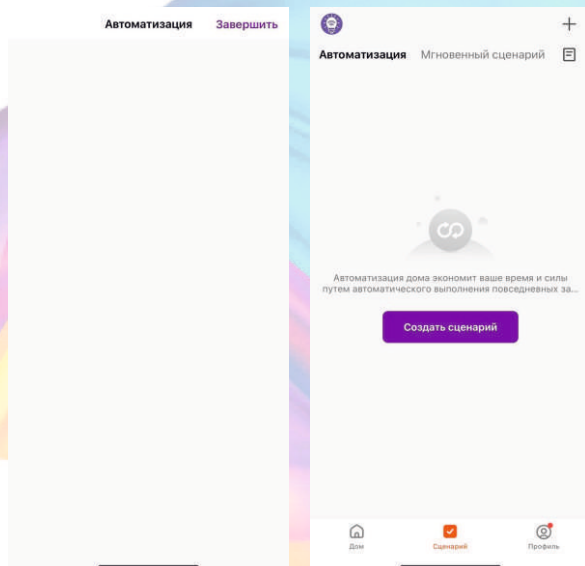 Автоматизация Завершить
Автоматизация Мгновенный сценарий
Автоматизация дома экономит ваше время и силы
путем автоматического выполнения повседневных за...
Создать сценарий
Дом Сценарий Профиль